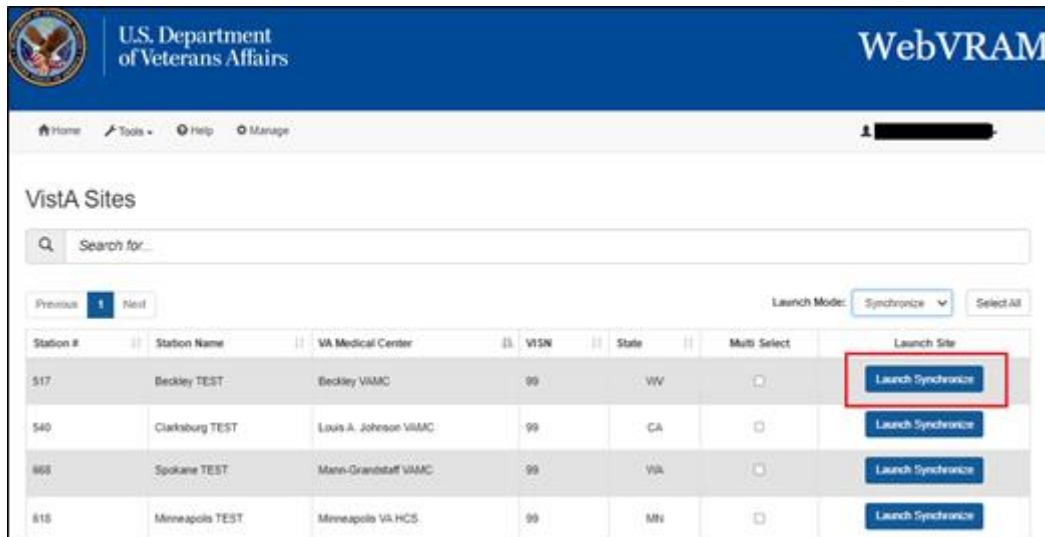 U.S. Department
of Veterans Affairs
WebVRAM
Home Tools Help Manage
VistA Sites
Search for...
Previous 1 Next Launch Mode: Synchronize Select All
Station # Station Name VA Medical Center VISN State Multi Select Launch Site
517 Beckley TEST Beckley VAMC 99 WV Launch Synchronize
540 Clarksburg TEST Louis A. Johnson VAMC 99 CA Launch Synchronize
668 Spokane TEST Mann-Grandstaff VAMC 99 WA Launch Synchronize
618 Minneapolis TEST Minneapolis VA HCS 99 MN Launch Synchronize